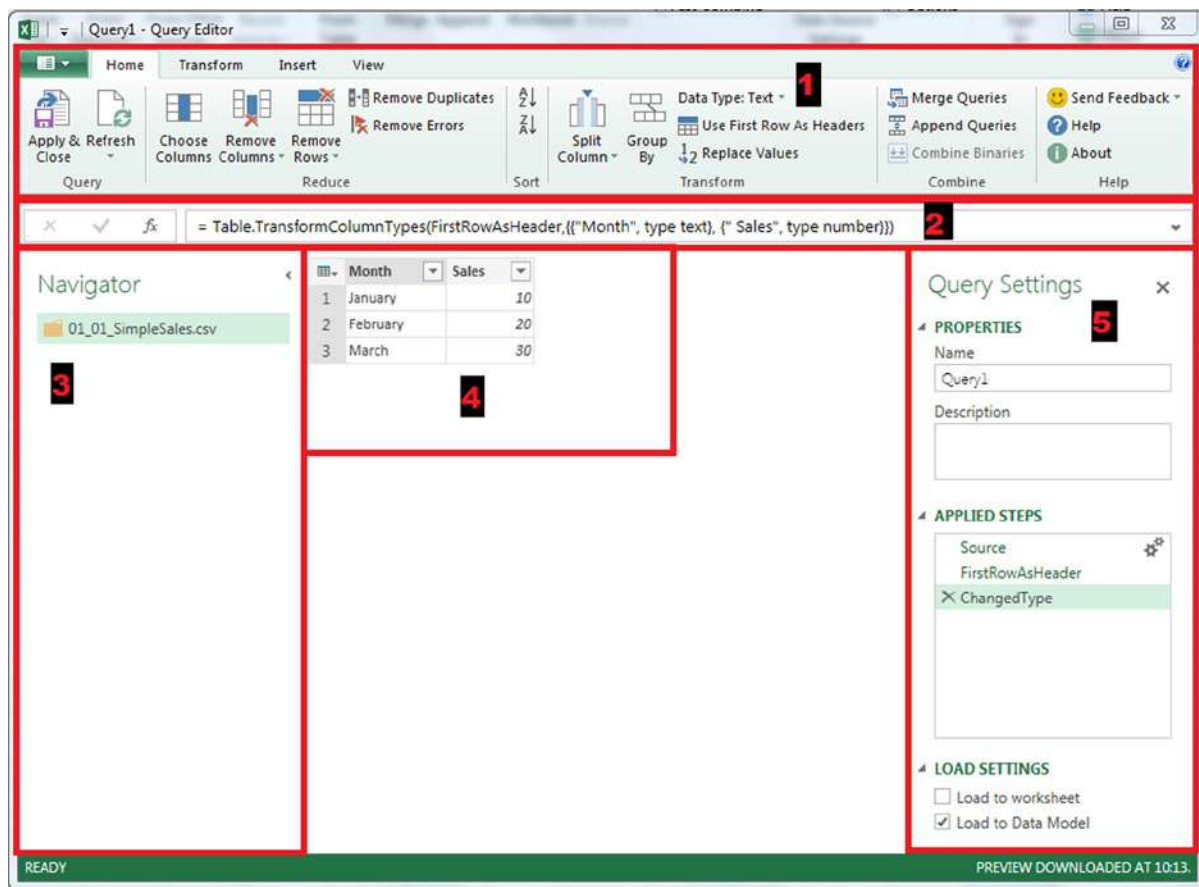 Query1 - Query Editor
Home Transform Insert View
Apply & Close
Refresh
Query
Choose Columns
Remove Columns
Remove Rows
Remove Duplicates
Remove Errors
Reduce
A Z
Z A
Sort
Split Column
Group By
Data Type: Text
Use First Row As Headers
1 2 Replace Values
Transform
1
Merge Queries
Append Queries
Combine Binaries
Combine
Send Feedback
Help
About
Help
fx = Table.TransformColumnTypes(FirstRowAsHeader,{{"Month", type text}, {" Sales", type number}})
2
Navigator
01_01_SimpleSales.csv
3
Month Sales
1 January 10
2 February 20
3 March 30
4
Query Settings
5
PROPERTIES
Name
Query1
Description
APPLIED STEPS
Source
FirstRowAsHeader
ChangedType
LOAD SETTINGS
Load to worksheet
Load to Data Model
READY
PREVIEW DOWNLOADED AT 10:13.